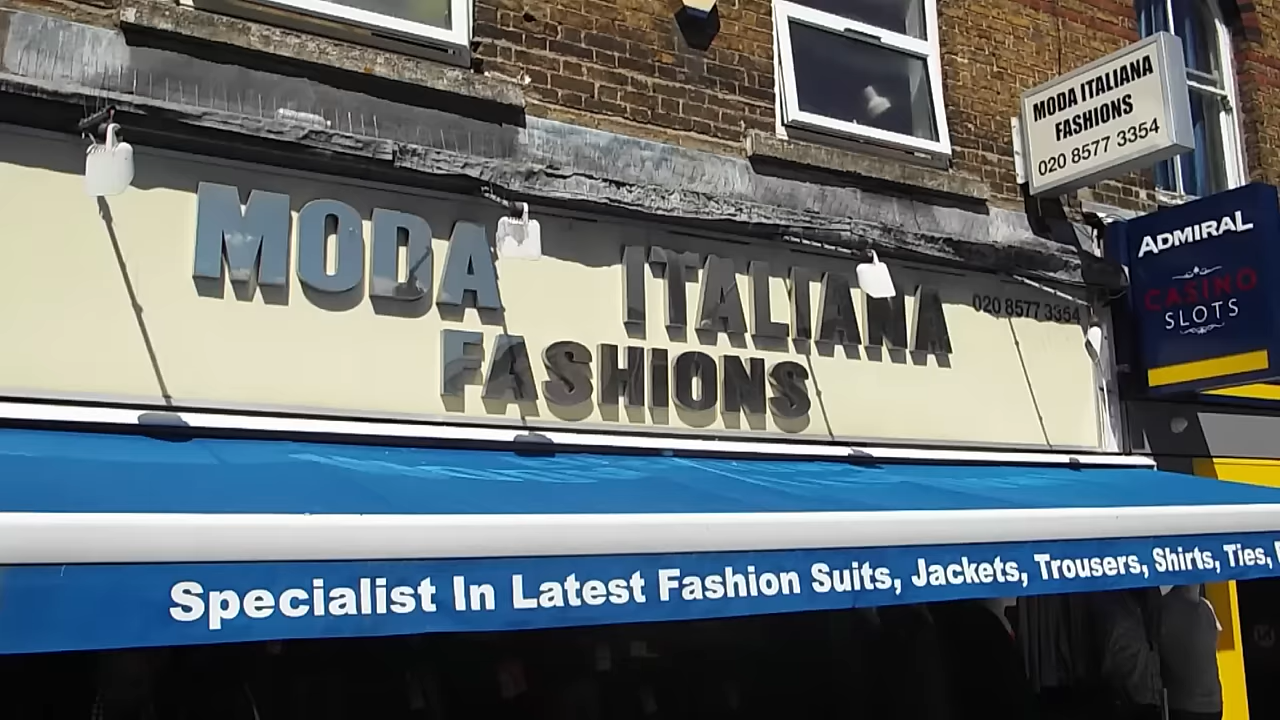 MODA ITALIANA
FASHIONS
020 8577 3354
MODA ITALIANA
FASHIONS
020 8577 3354
ADMIRAL
CASINO
SLOTS
Specialist In Latest Fashion Suits, Jackets, Trousers, Shirts, Ties,